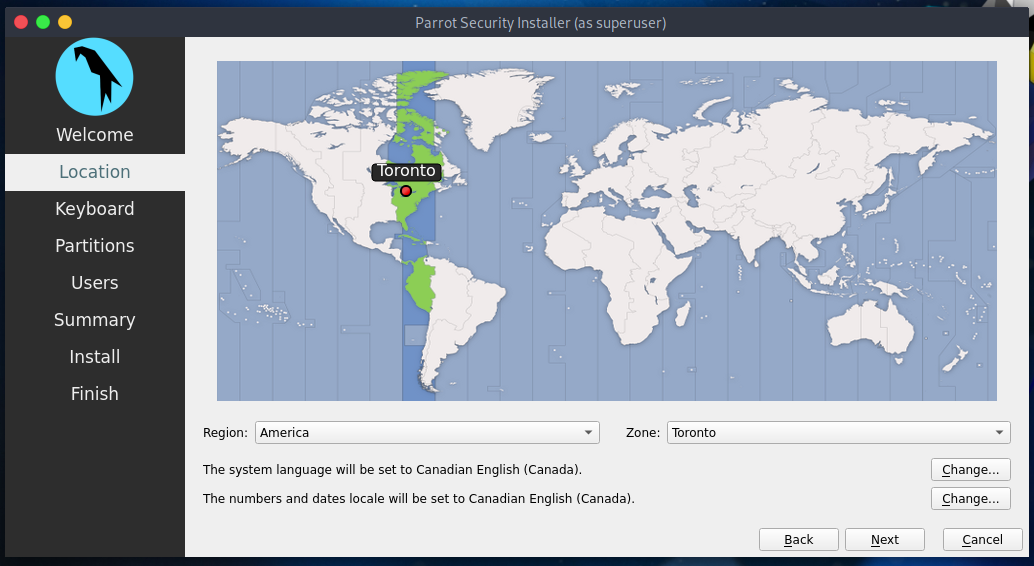 Parrot Security Installer (as superuser)
Welcome
Location
Keyboard
Partitions
Users
Summary
Install
Finish
Toronto
Region: America Zone: Toronto
The system language will be set to Canadian English (Canada). Change...
The numbers and dates locale will be set to Canadian English (Canada). Change...
Back Next Cancel